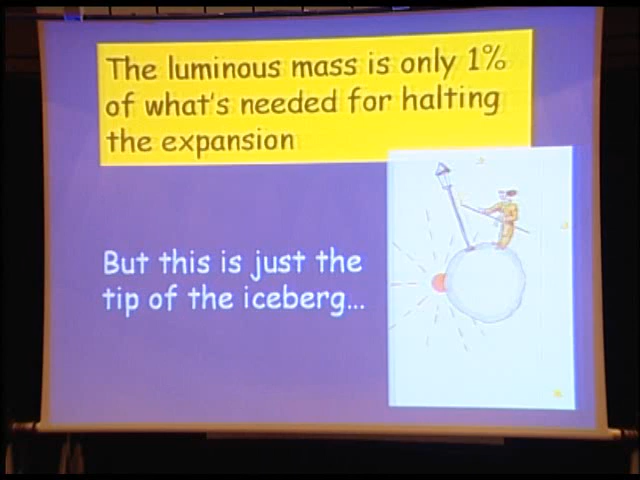 The luminous mass is only 1%
of what's needed for halting
the expansion
But this is just the
tip of the iceberg...